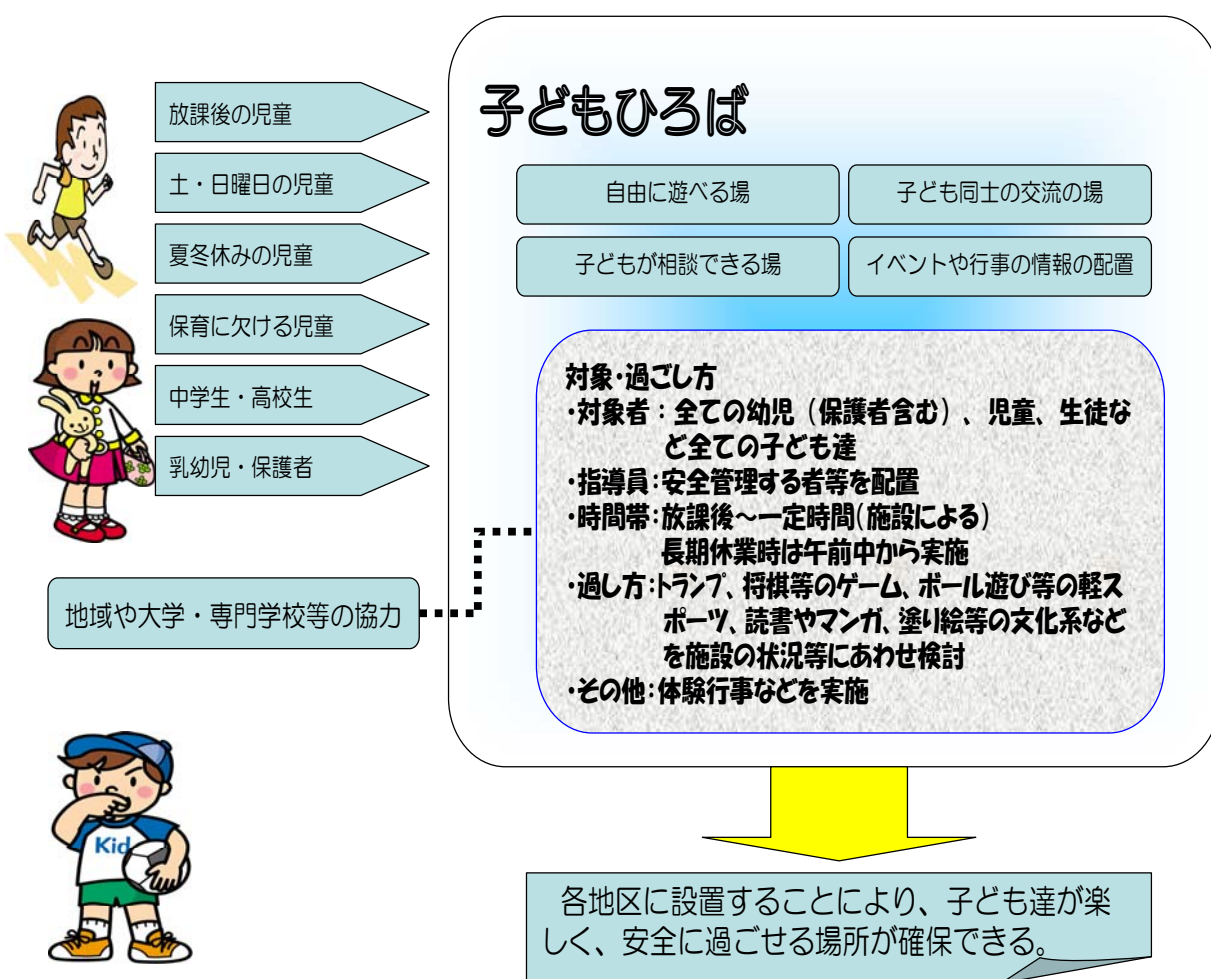 子どもひろば
放課後の児童
土・日曜日の児童
夏冬休みの児童
保育に欠ける児童
中学生・高校生
乳幼児・保護者
地域や大学・専門学校等の協力
自由に遊べる場
子ども同士の交流の場
子どもが相談できる場
イベントや行事の情報の配置
対象・過ごし方
・対象者：全ての幼児（保護者含む）、児童、生徒な
ど全ての子ども達
・指導員：安全管理する者等を配置
・時間帯：放課後～一定時間(施設による)
長期休業時は午前中から実施
・過し方：トランプ、将棋等のゲーム、ボール遊び等の軽ス
ポーツ、読書やマンガ、塗り絵等の文化系など
を施設の状況等にあわせ検討
・その他：体験行事などを実施
Kid
各地区に設置することにより、子ども達が楽
しく、安全に過ごせる場所が確保できる。